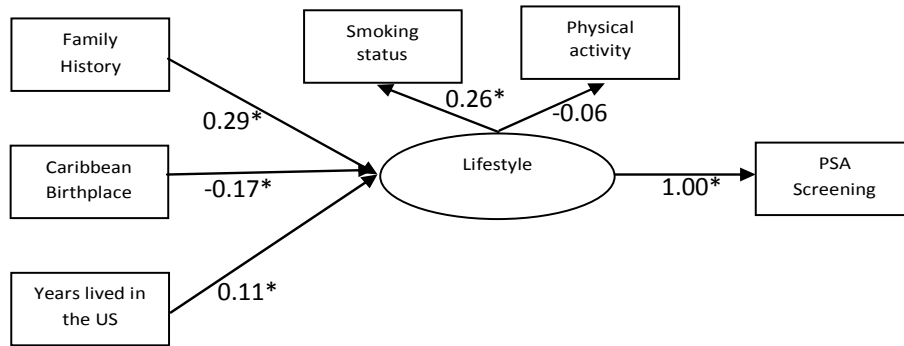 Family
History
Smoking
status
Physical
activity
0.29*
0.26*
-0.06
Caribbean
Birthplace
-0.17*
Lifestyle
1.00*
PSA
Screening
Years lived in
the US
0.11*